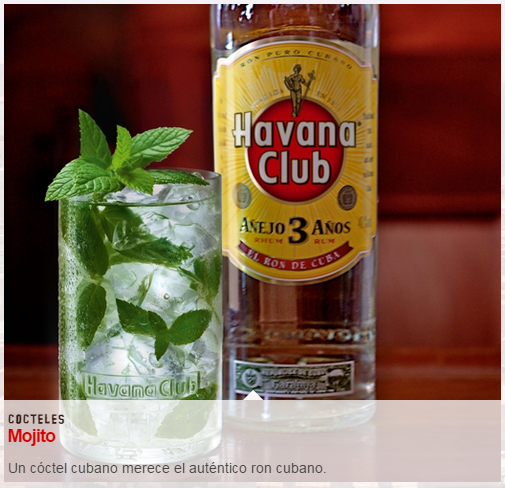 RON PURO CUBANO
Havana
Club
AÑEJO 3 AÑOS
RHUM RUM
EL RON DE CUBA
Havana Club
COCTELES
Mojito
Un cóctel cubano merece el auténtico ron cubano.